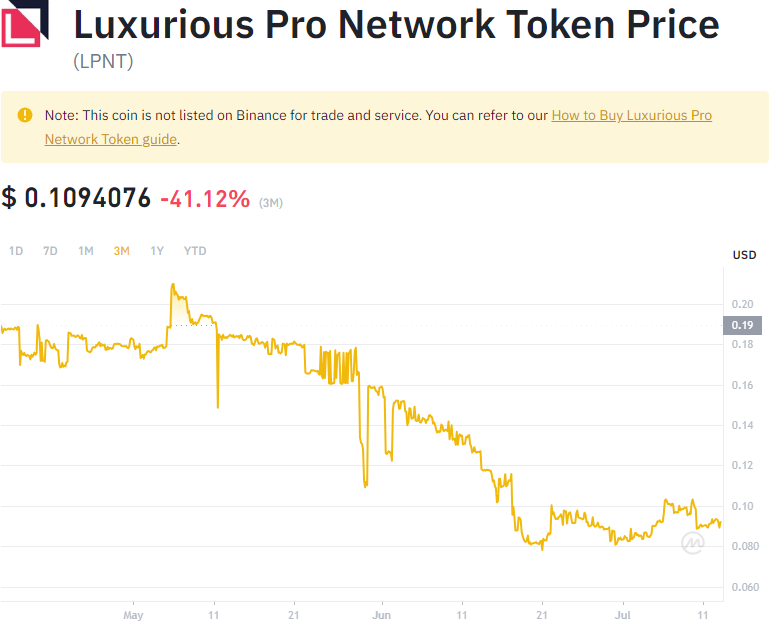 Luxurious Pro Network Token Price
(LPNT)
Note: This coin is not listed on Binance for trade and service. You can refer to our How to Buy Luxurious Pro
Network Token guide.
$ 0.1094076 -41.12% (3M)
1D 7D 1M 3M 1Y YTD
USD
0.20
0.19
0.18
0.16
0.14
0.12
0.10
0.080
0.060
May 11 21 Jun 11 21 Jul 11